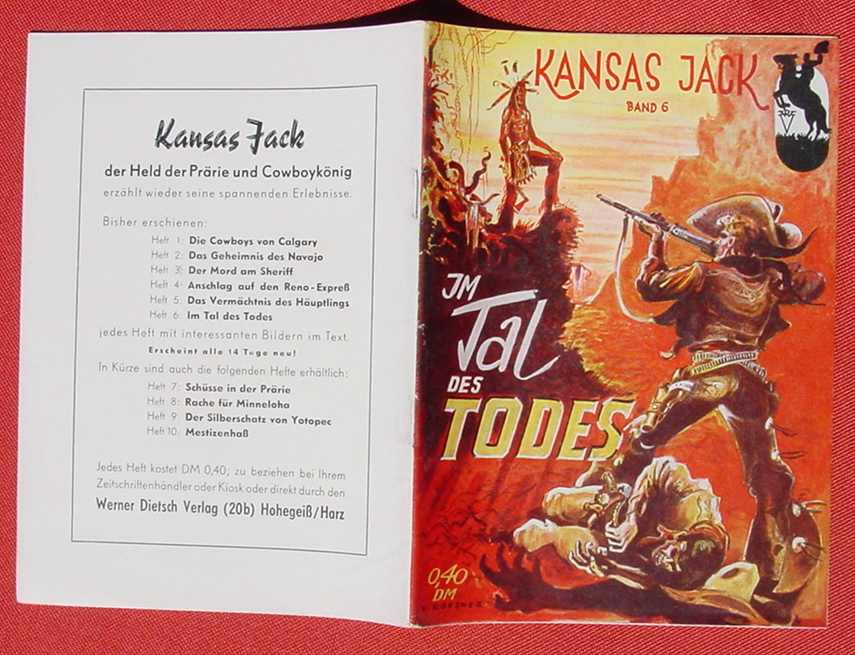 Kansas Jack
der Held der Prärie und Cowboykönig
erzählt wieder seine spannenden Erlebnisse.
Bisher erschienen:
Heft 1: Die Cowboys von Calgary
Heft 2: Das Geheimnis des Navajo
Heft 3: Der Mord am Sheriff
Heft 4: Anschlag auf den Reno-Expreß
Heft 5: Das Vermächtnis des Häuptlings
Heft 6: Im Tal des Todes
jedes Heft mit interessanten Bildern im Text.
Erscheint alle 14 Tage neu!
In Kürze sind auch die folgenden Hefte erhältlich:
Heft 7: Schüsse in der Prärie
Heft 8: Rache für Minneloha
Heft 9: Der Silberschatz von Yotopec
Heft 10: Mestizenhaß
Jedes Heft kostet DM 0,40; zu beziehen bei Ihrem
Zeitschriftenhändler oder Kiosk oder direkt durch den
Werner Dietsch Verlag (20b) Hohegeiß/Harz
KANSAS JACK
BAND 6
JM
Tal
DES
TODES
0,40
DM